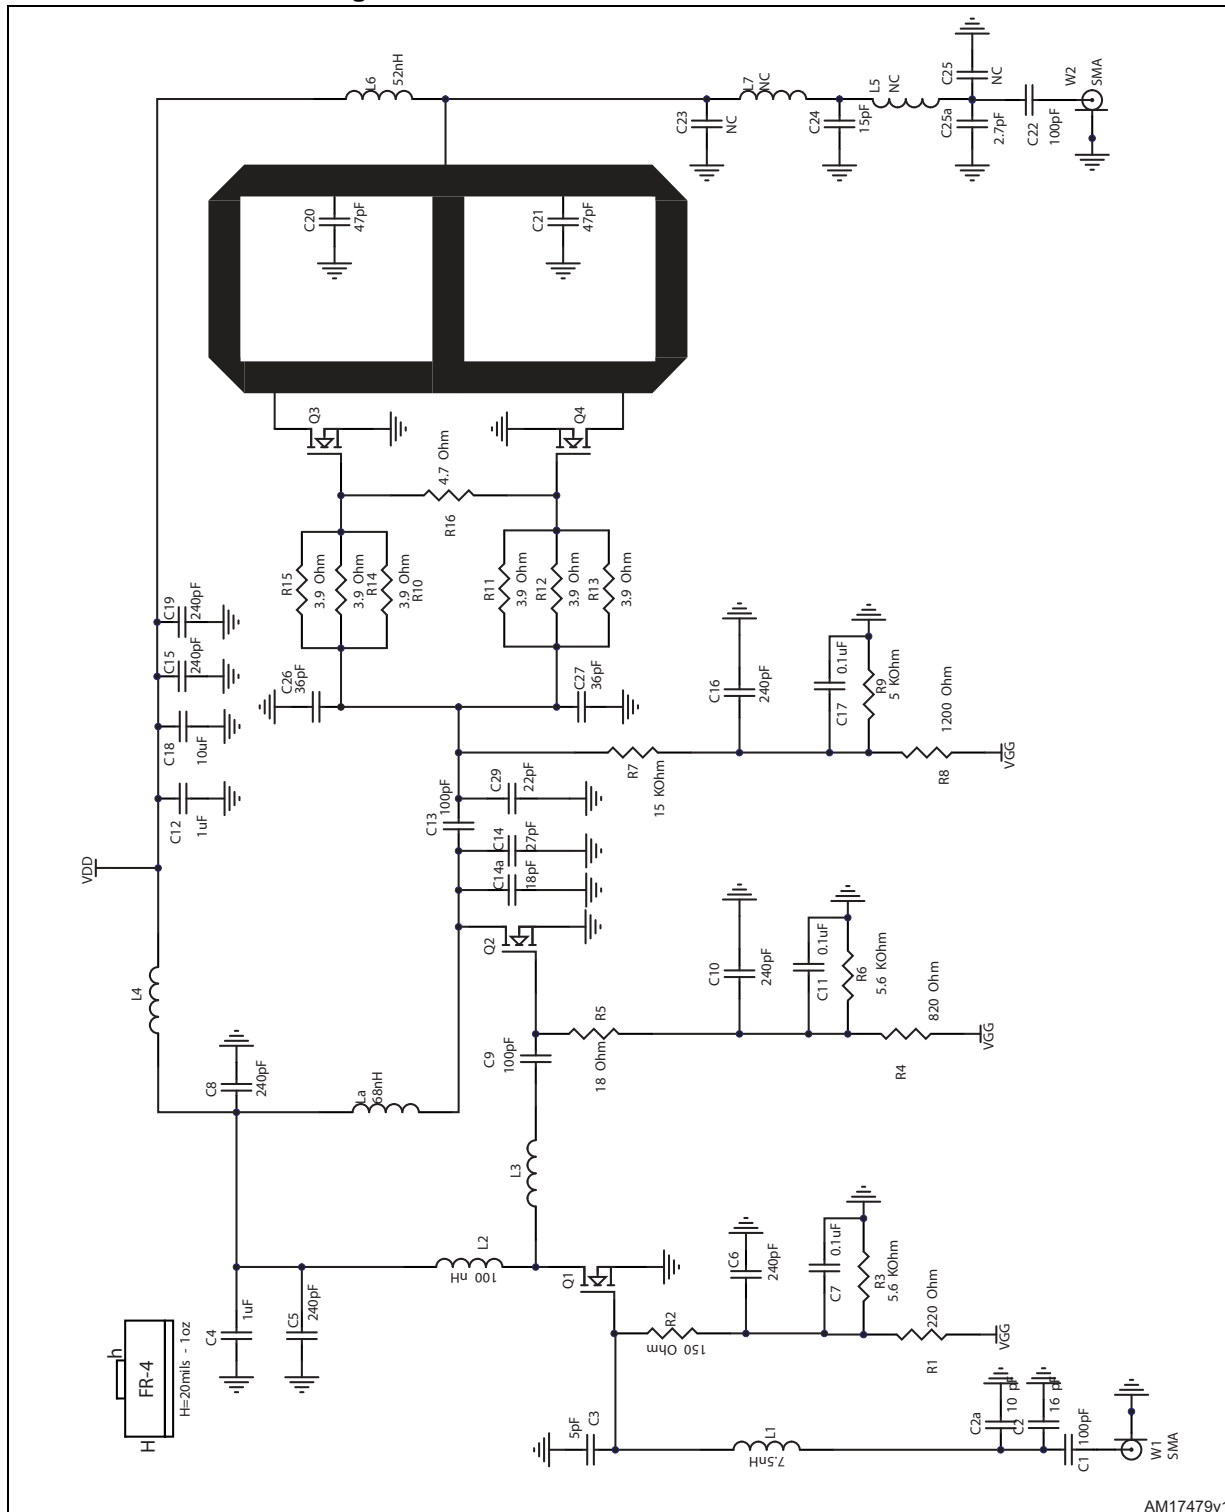 L6
52nH
C23
NC
L7
NC
C24
15pF
L5
NC
C25
NC
C25a
2.7pF
C22
100pF
W2
SMA
C20
47pF
C21
47pF
Q3
Q4
4.7 Ohm
R16
R15
3.9 Ohm
R14
3.9 Ohm
R10
3.9 Ohm
R11
3.9 Ohm
R12
3.9 Ohm
R13
3.9 Ohm
C19
240pF
C15
240pF
C18
10uF
C12
1uF
VDD
C26
36pF
C27
36pF
C13
100pF
C29
22pF
C14
27pF
C14a
18pF
R7
15 KOhm
C16
240pF
C17
0.1uF
R9
5 KOhm
R8
1200 Ohm
VGG
L4
C8
240pF
La
68nH
Q2
C9
100pF
R5
18 Ohm
C10
240pF
C11
0.1uF
R6
5.6 KOhm
R4
820 Ohm
VGG
L3
L2
100 nH
Q1
C4
1uF
C5
240pF
R2
150 Ohm
C6
240pF
C7
0.1uF
R3
5.6 KOhm
R1
220 Ohm
VGG
h
FR-4
H
H=20mils - 1oz
C3
5pF
L1
7.5nH
C2a
10 pF
C2
16 pF
C1
100pF
W1
SMA